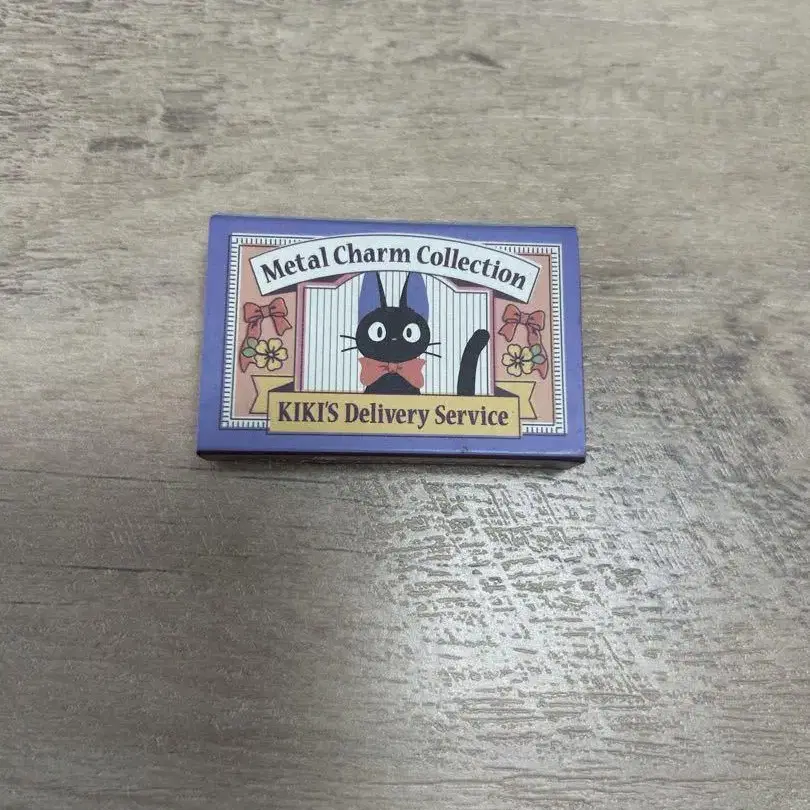 Metal Charm Collection
KIKI'S Delivery Service